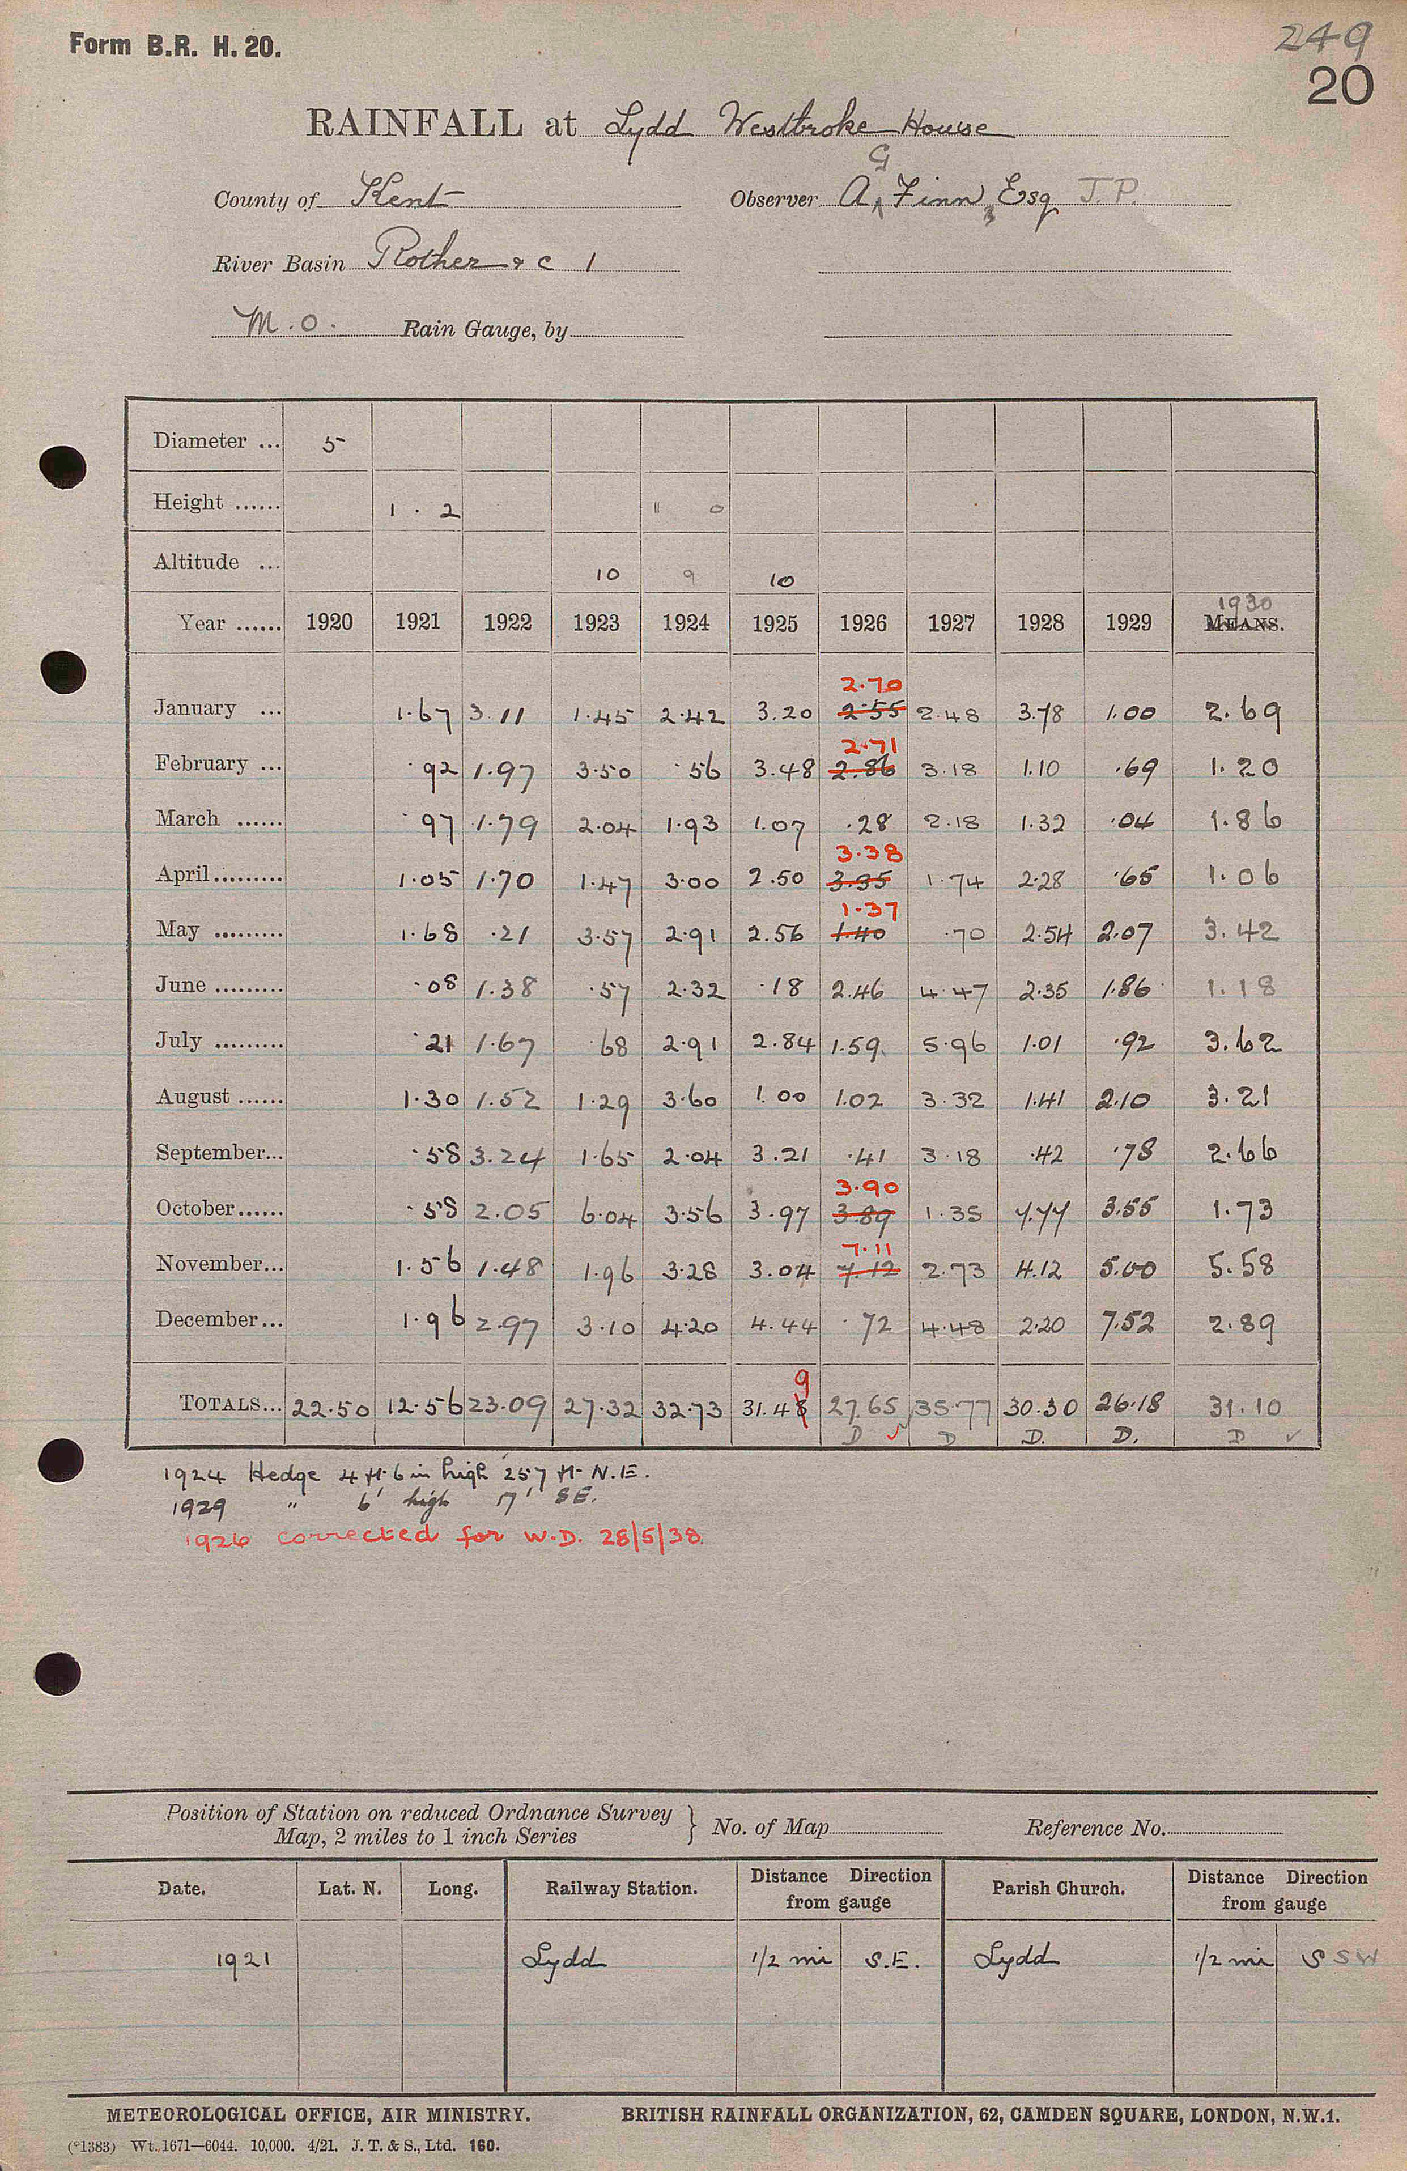 Form B.R. H. 20.
249
20
RAINFALL at Lydd Westbroke House
County of Kent Observer A G Finn, Esq J.P.
River Basin Rother & c 1
M.O. Rain Gauge, by
Diameter ... 5
Height ...... 1 . 2 11 0
Altitude ... 10 9 10
1930
Year ...... 1920 1921 1922 1923 1924 1925 1926 1927 1928 1929 MEANS.
2.70
January ... 1.67 3.11 1.45 2.42 3.20 2.55 2.48 3.78 1.00 2.69
2.71
February ... .92 1.97 3.50 .56 3.48 2.86 3.18 1.10 .69 1.20
March ...... .97 1.79 2.04 1.93 1.07 .28 2.18 1.32 .04 1.86
3.38
April......... 1.05 1.70 1.47 3.00 2.50 3.35 1.74 2.28 .65 1.06
1.37
May ......... 1.68 .21 3.57 2.91 2.56 1.40 .70 2.54 2.07 3.42
June ......... .08 1.38 .57 2.32 .18 2.46 4.47 2.35 1.86 1.18
July ......... .21 1.67 .68 2.91 2.84 1.59 5.96 1.01 .92 3.62
August ...... 1.30 1.52 1.29 3.60 1.00 1.02 3.32 1.41 2.10 3.21
September... .58 3.24 1.65 2.04 3.21 .41 3.18 .42 .78 2.66
3.90
October...... .58 2.05 6.04 3.56 3.97 3.89 1.35 7.77 3.55 1.73
7.11
November... 1.56 1.48 1.96 3.28 3.04 7.12 2.73 4.12 5.00 5.58
December... 1.96 2.97 3.10 4.20 4.44 .72 4.48 2.20 7.52 2.89
9
TOTALS... 22.50 12.56 23.09 27.32 32.73 31.48 27.65 35.77 30.30 26.18 31.10
D D D. D. D
1924 Hedge 4 ft 6 in high 257 ft N.E.
1929 " 6' high 17' SE.
1926 corrected for W.D. 28/5/38.
Position of Station on reduced Ordnance Survey
Map, 2 miles to 1 inch Series } No. of Map Reference No.
Date. Lat. N. Long. Railway Station. Distance from gauge Direction Parish Church. Distance from gauge Direction
1921 Lydd 1/2 mi S.E. Lydd 1/2 mi S SW
METEOROLOGICAL OFFICE, AIR MINISTRY. BRITISH RAINFALL ORGANIZATION, 62, CAMDEN SQUARE, LONDON, N.W.1.
(*1383) Wt. 1671—6044. 10,000. 4/21. J. T. & S., Ltd. 160.